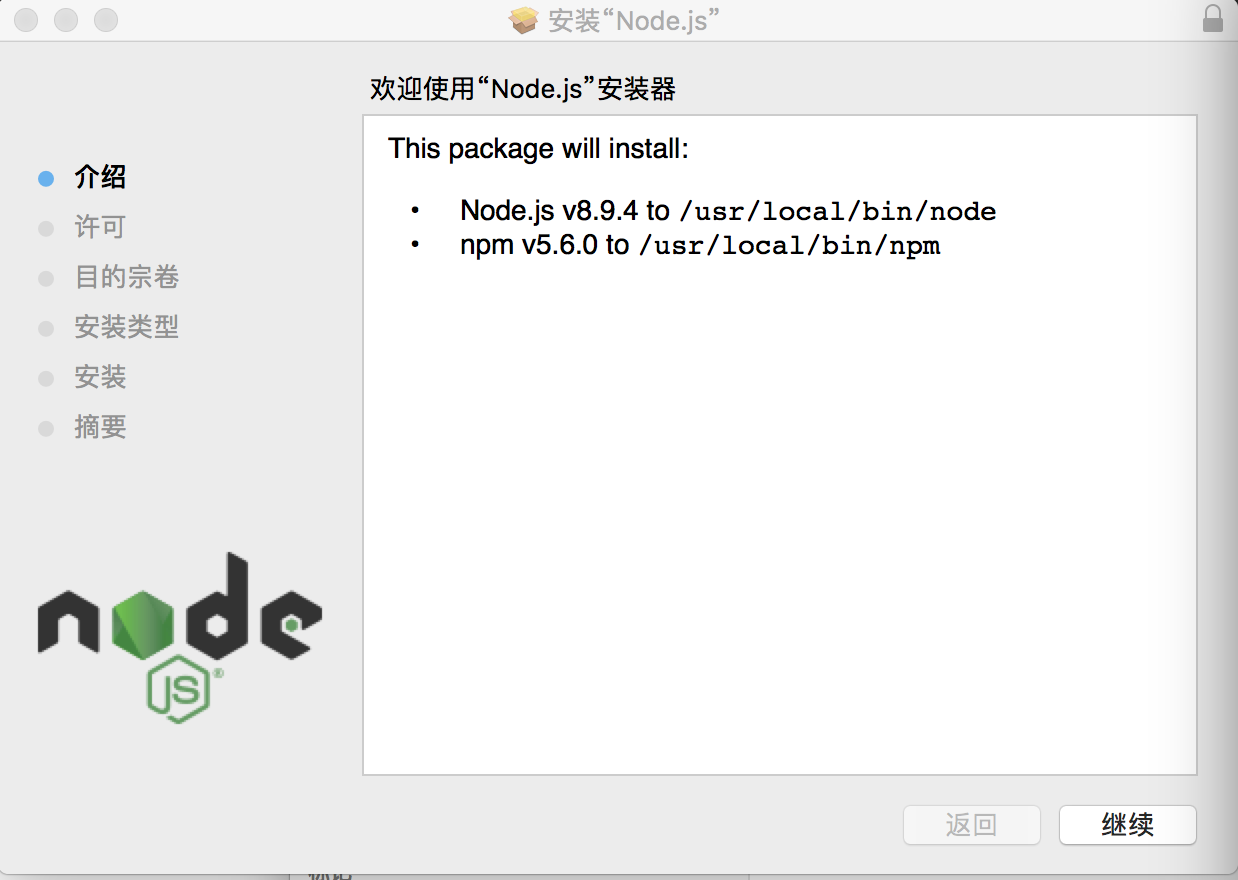 安装“Node.js”
欢迎使用“Node.js”安装器
介绍
许可
目的宗卷
安装类型
安装
摘要
This package will install:
• Node.js v8.9.4 to /usr/local/bin/node
• npm v5.6.0 to /usr/local/bin/npm
node
JS®
返回
继续